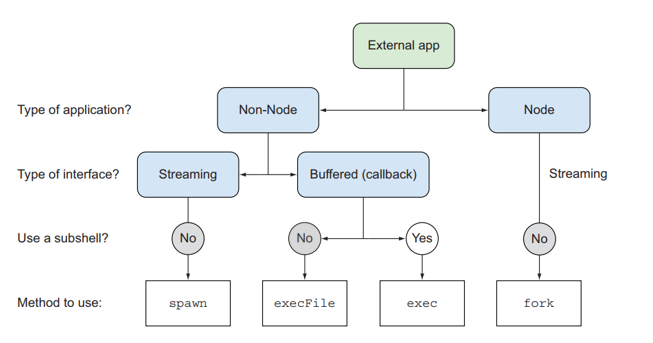 External app
Type of application?
Non-Node
Node
Type of interface?
Streaming
Buffered (callback)
Streaming
Use a subshell?
No
No
Yes
No
Method to use:
spawn
execFile
exec
fork